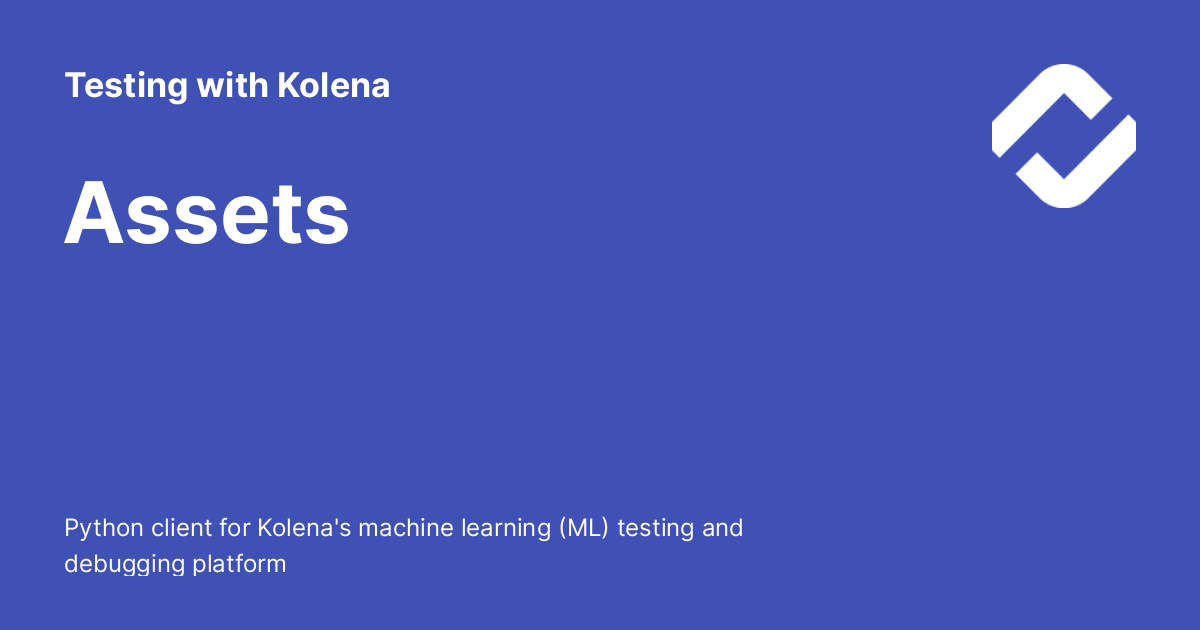 Testing with Kolena
Assets
Python client for Kolena's machine learning (ML) testing and
debugging platform